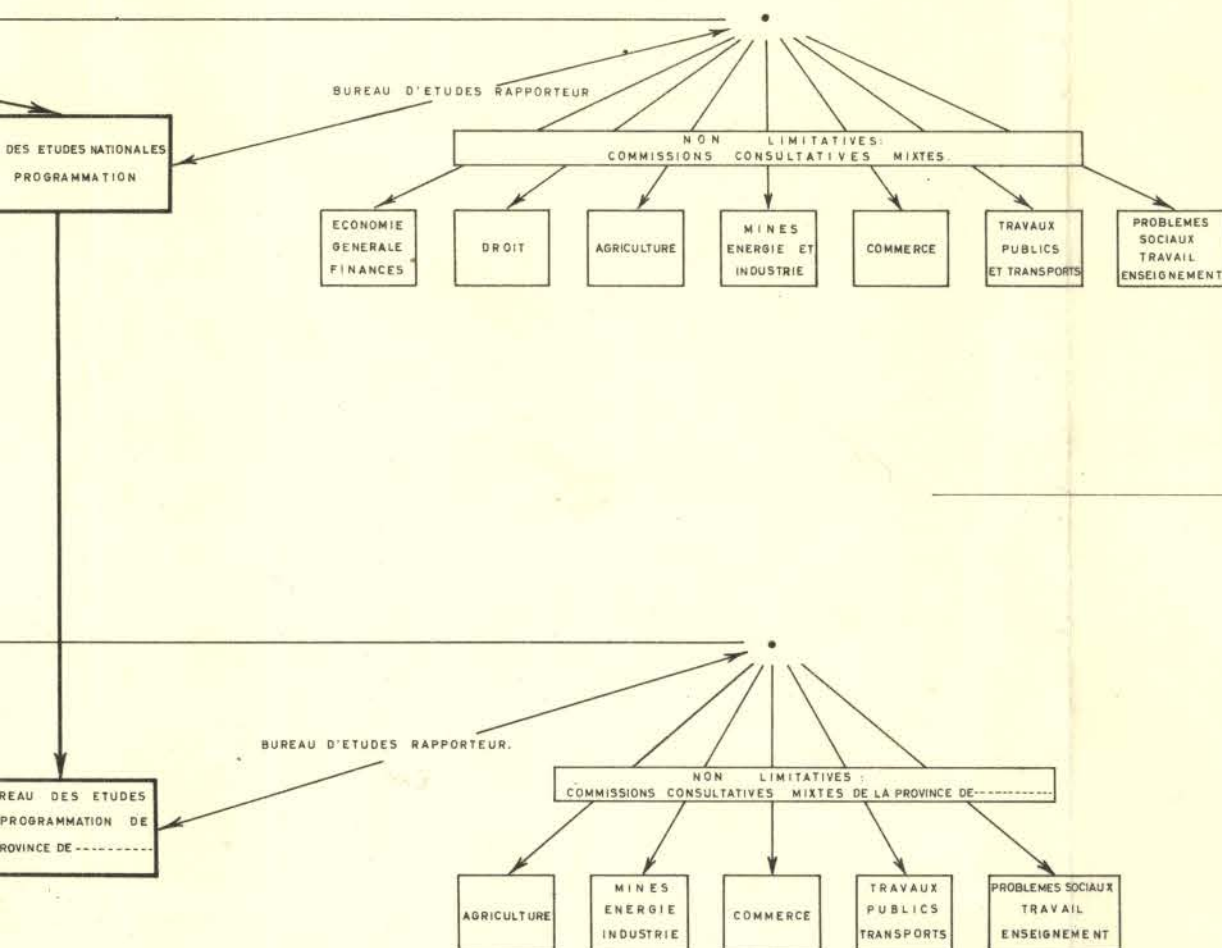 BUREAU D'ETUDES RAPPORTEUR.
DES ETUDES NATIONALES
PROGRAMMATION
NON LIMITATIVES:
COMMISSIONS CONSULTATIVES MIXTES.
ECONOMIE
GENERALE
FINANCES
DROIT
AGRICULTURE
MINES
ENERGIE ET
INDUSTRIE
COMMERCE
TRAVAUX
PUBLICS
ET TRANSPORTS
PROBLEMES
SOCIAUX
TRAVAIL
ENSEIGNEMENT
BUREAU D'ETUDES RAPPORTEUR.
REAU DES ETUDES
PROGRAMMATION DE
ROVINCE DE -----------
NON LIMITATIVES :
COMMISSIONS CONSULTATIVES MIXTES DE LA PROVINCE DE-----------
AGRICULTURE
MINES
ENERGIE
INDUSTRIE
COMMERCE
TRAVAUX
PUBLICS
TRANSPORTS
PROBLEMES SOCIAUX
TRAVAIL
ENSEIGNEMENT